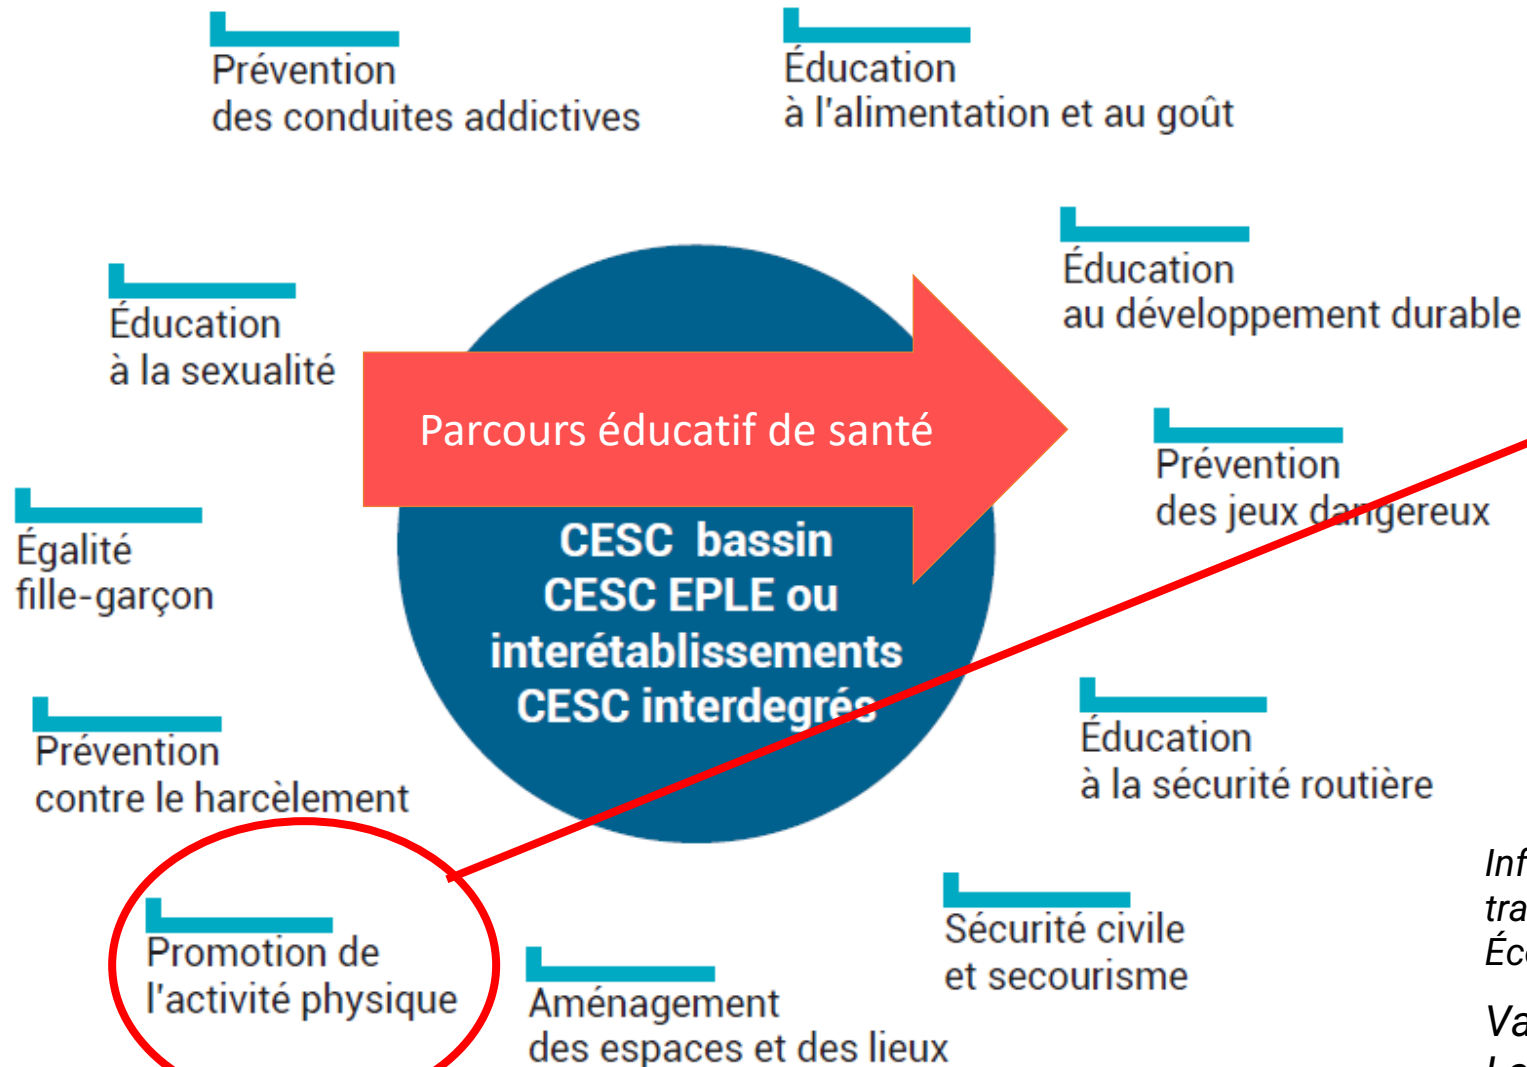 Prévention
des conduites addictives
Éducation
à l'alimentation et au goût
Éducation
au développement durable
Éducation
à la sexualité
Parcours éducatif de santé
Prévention
des jeux dangereux
Égalité
fille-garçon
CESC bassin
CESC EPLE ou
interétablissements
CESC interdegrés
Prévention
contre le harcèlement
Éducation
à la sécurité routière
Promotion de
l'activité physique
Aménagement
des espaces et des lieux
Sécurité civile
et secourisme